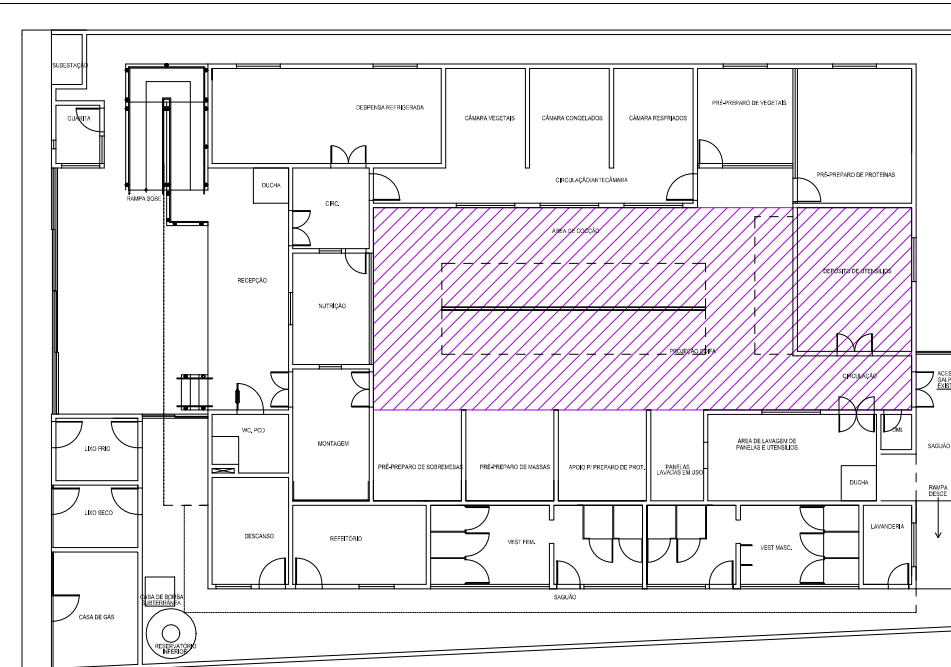 SUBESTAÇÃO
GUARITA
DESPENSA REFRIGERADA
CÂMARA VEGETAIS
CÂMARA CONGELADOS
CÂMARA RESFRIADOS
PRÉ-PREPARO DE VEGETAIS
PRÉ-PREPARO DE PROTEÍNAS
CIRCULAÇÃO/ANTECÂMARA
RAMPA SOBE
DUCHA
CIRC.
ÁREA DE COCÇÃO
RECEPÇÃO
NUTRIÇÃO
DEPÓSITO DE UTENSÍLIOS
PROJEÇÃO COIFA
CIRCULAÇÃO
WC. PCD
MONTAGEM
PRÉ-PREPARO DE SOBREMESAS
PRÉ-PREPARO DE MASSAS
APOIO P/ PREPARO DE PROT.
PANELAS
LAVADAS EM USO
ÁREA DE LAVAGEM DE
PANELAS E UTENSÍLIOS
DUCHA
DML
SAGUÃO
RAMPA
DESCE
LIXO FRIO
LIXO SECO
DESCANSO
REFEITÓRIO
VEST FEM.
VEST MASC.
LAVANDERIA
CASA DE BOMBA
SUBTERRÂNEA
SAGUÃO
CASA DE GÁS
RESERVATÓRIO
INFERIOR